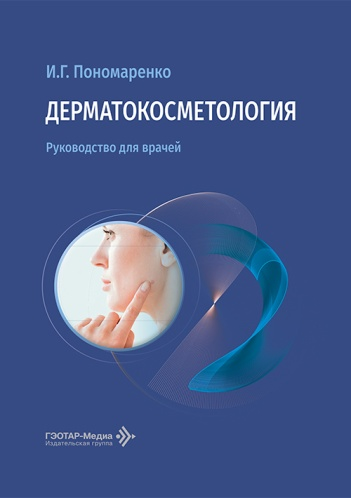 И.Г. Пономаренко
ДЕРМАТОКОСМЕТОЛОГИЯ
Руководство для врачей
ГЭОТАР-Медиа
Издательская группа